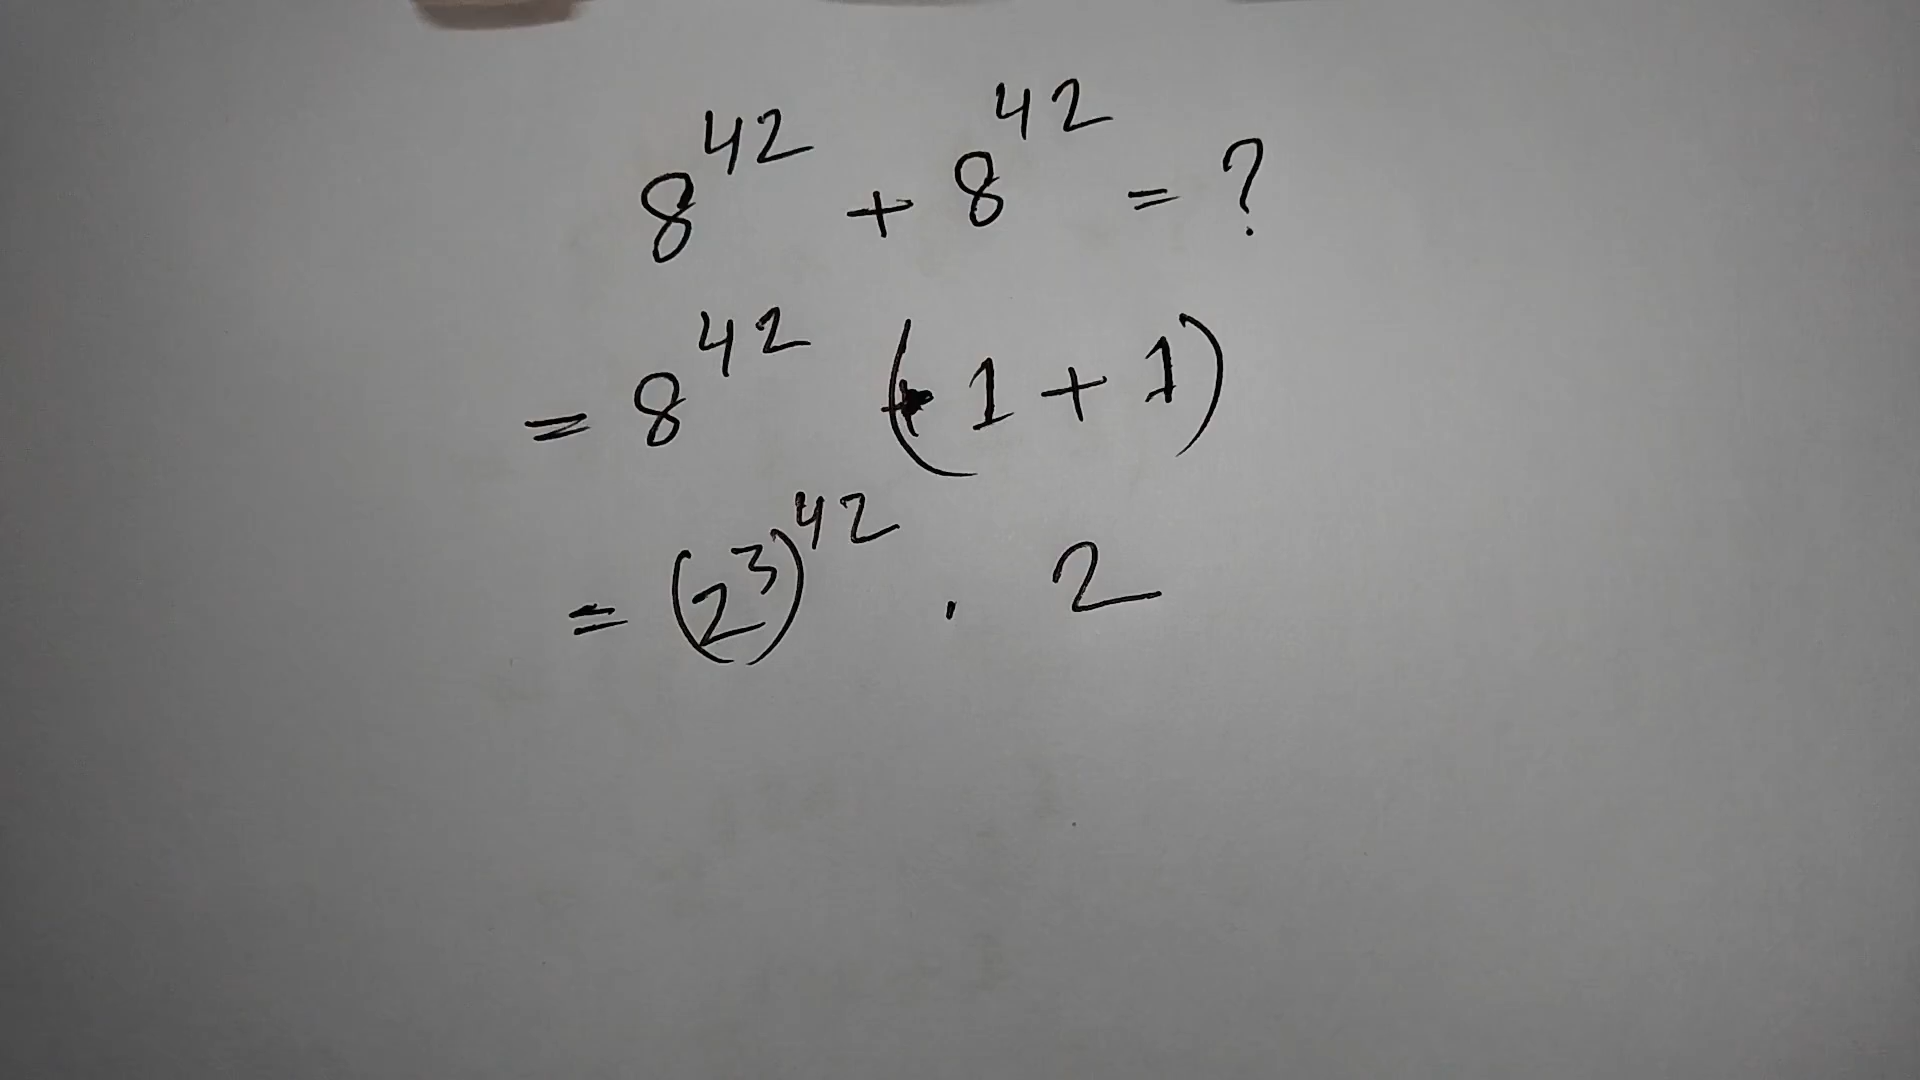 8^42 + 8^42 = ?
= 8^42 (1 + 1)
= (2^3)^42 . 2